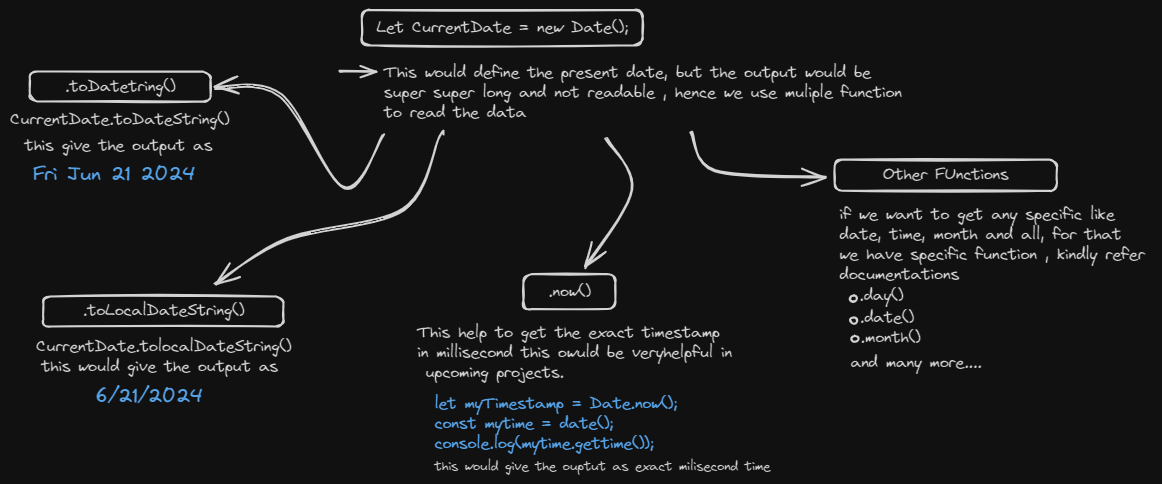 Let CurrentDate = new Date();
This would define the present date, but the output would be
super super long and not readable , hence we use muliple function
to read the data
.toDatetring()
CurrentDate.toDateString()
this give the output as
Fri Jun 21 2024
.toLocalDateString()
CurrentDate.tolocalDateString()
this would give the output as
6/21/2024
.now()
This help to get the exact timestamp
in millisecond this owuld be veryhelpful in
upcoming projects.
let myTimestamp = Date.now();
const mytime = date();
console.log(mytime.gettime());
this would give the ouptut as exact milisecond time
Other FUnctions
if we want to get any specific like
date, time, month and all, for that
we have specific function , kindly refer
documentations
.day()
.date()
.month()
and many more....